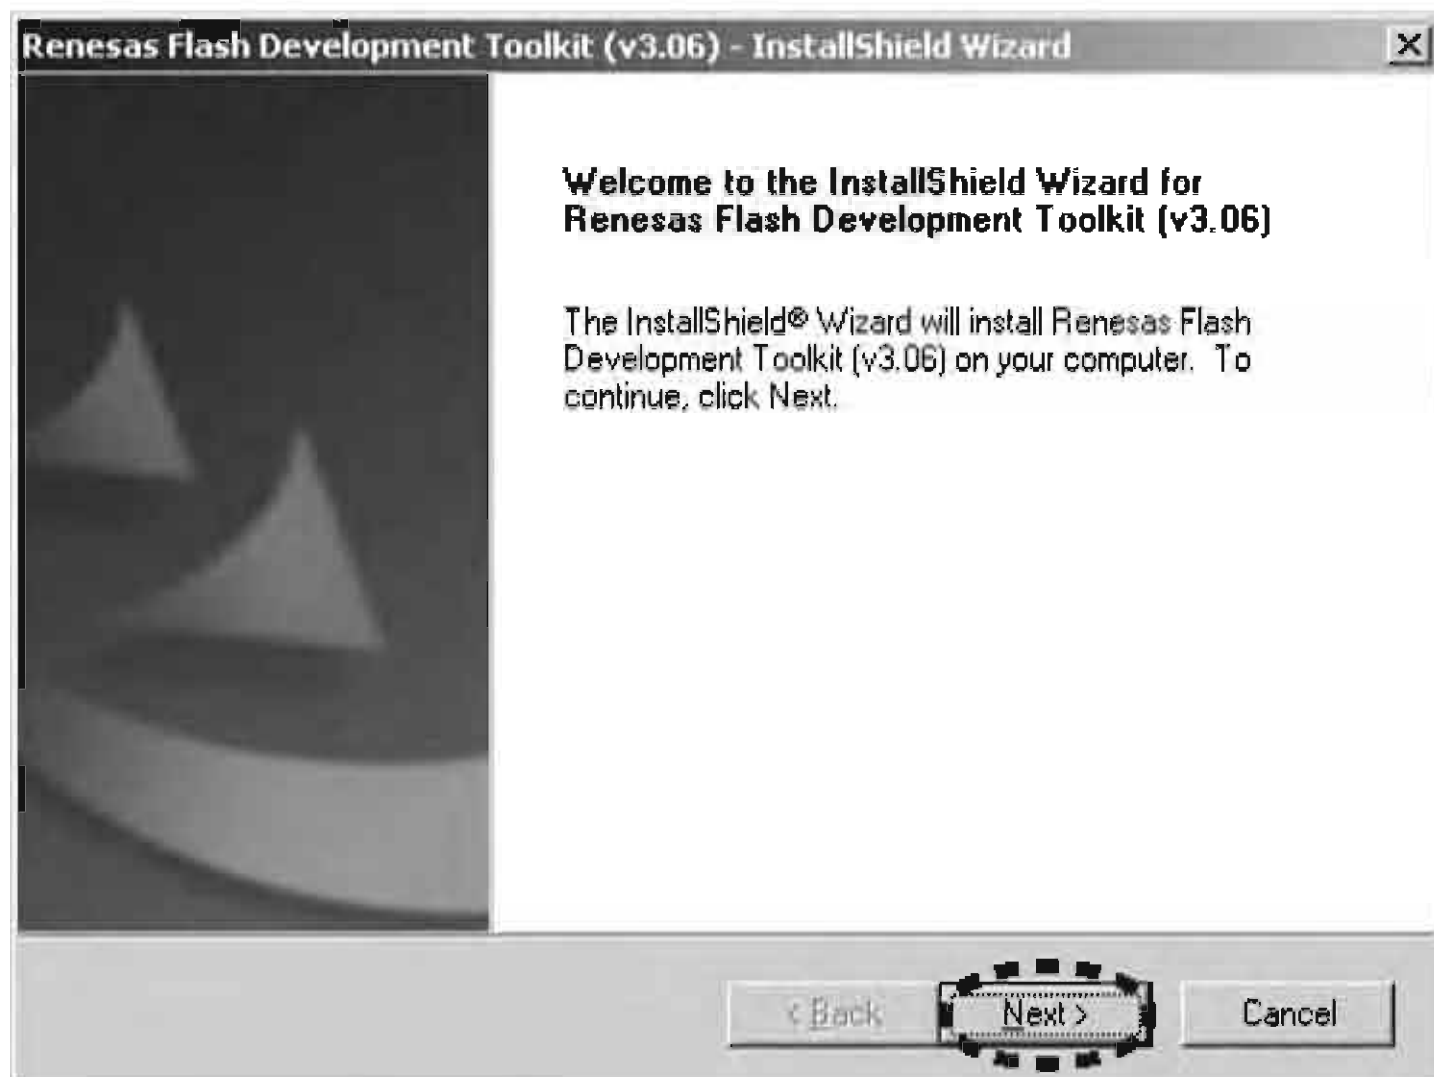 Renesas Flash Development Toolkit (v3.06) - InstallShield Wizard
Welcome to the InstallShield Wizard for
Renesas Flash Development Toolkit (v3.06)
The InstallShield® Wizard will install Renesas Flash
Development Toolkit (v3.06) on your computer. To
continue, click Next.
< Back
Next >
Cancel